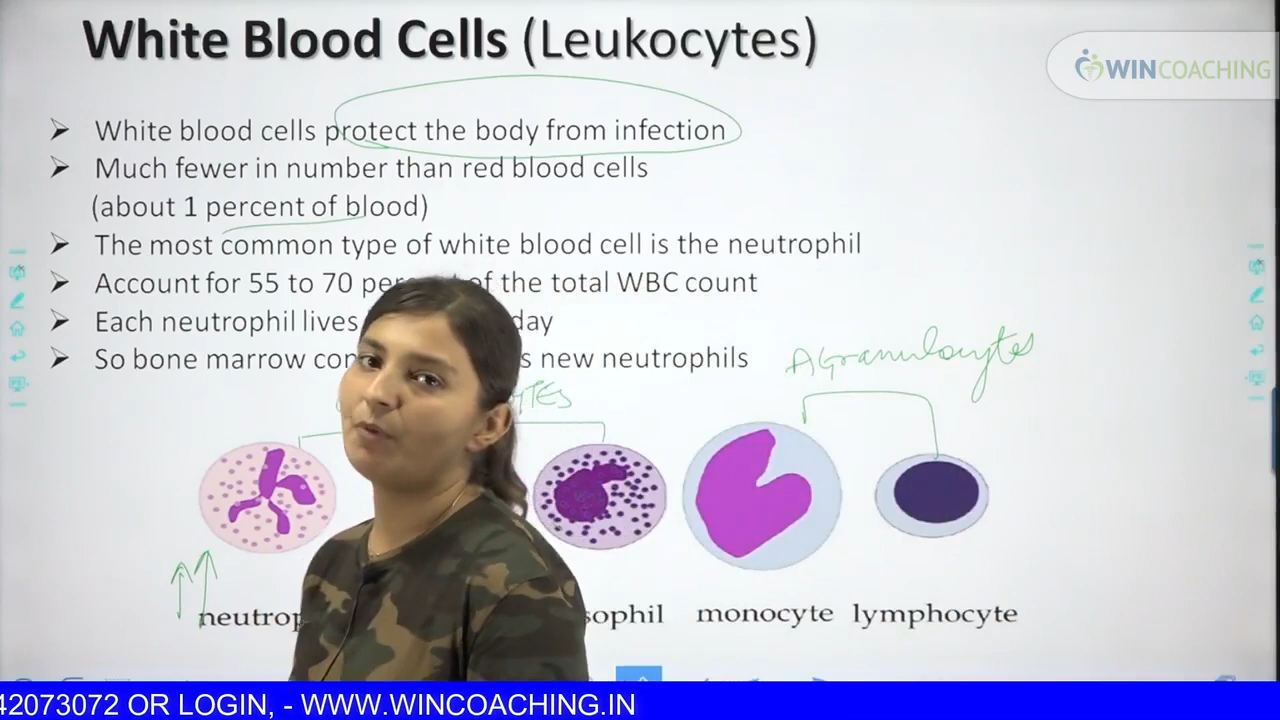 White Blood Cells (Leukocytes)
WINCOACHING
White blood cells protect the body from infection
Much fewer in number than red blood cells
(about 1 percent of blood)
The most common type of white blood cell is the neutrophil
Account for 55 to 70 of the total WBC count
Each neutrophil lives day
So bone marrow new neutrophils
AGranulocytes
monocyte lymphocyte
42073072 OR LOGIN, - WWW.WINCOACHING.IN